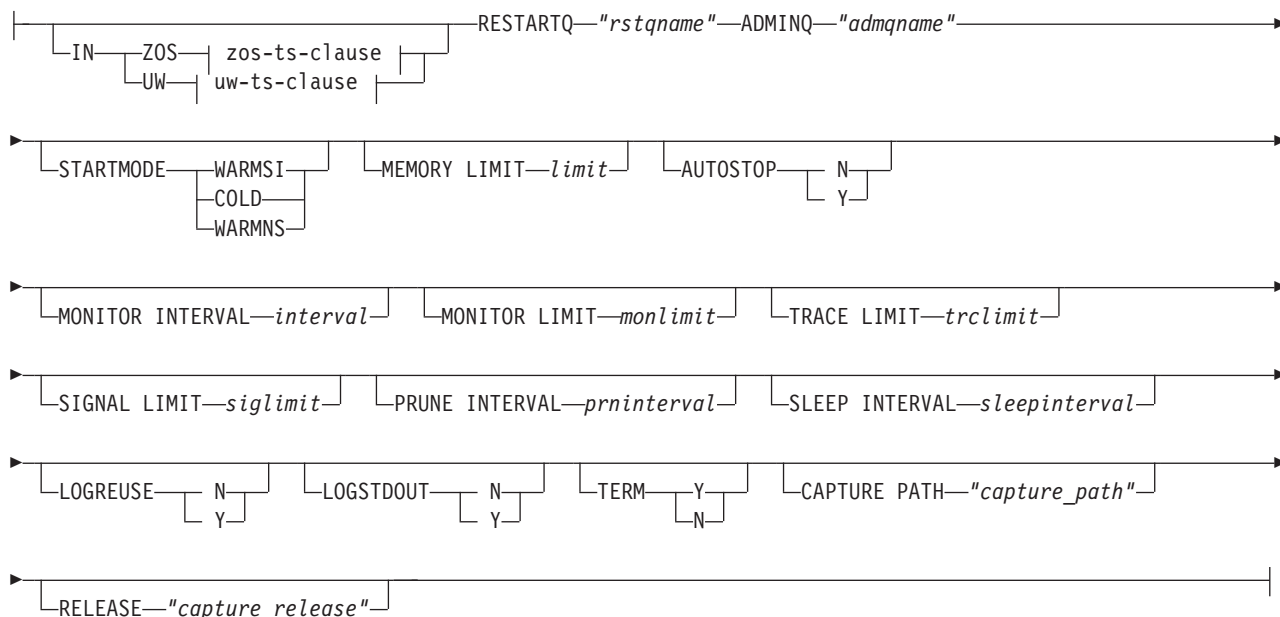 RESTARTQ "rstqname" ADMINQ "admqname"
IN ZOS zos-ts-clause
UW uw-ts-clause
STARTMODE WARMSI MEMORY LIMIT limit AUTOSTOP N
COLD Y
WARMNS
MONITOR INTERVAL interval MONITOR LIMIT monlimit TRACE LIMIT trclimit
SIGNAL LIMIT siglimit PRUNE INTERVAL prninterval SLEEP INTERVAL sleepinterval
LOGREUSE N LOGSTDOUT N TERM Y CAPTURE PATH "capture_path"
Y Y N
RELEASE "capture release"